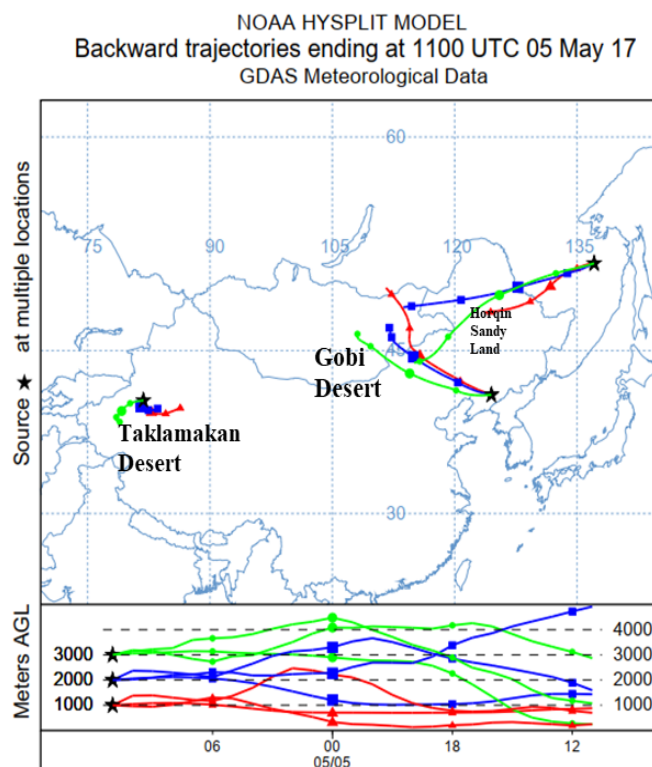 NOAA HYSPLIT MODEL
Backward trajectories ending at 1100 UTC 05 May 17
GDAS Meteorological Data
Source ★ at multiple locations
60
75 90 105 120 135
45
Horqin
Sandy
Land
Gobi
Desert
Taklamakan
Desert
30
Meters AGL
4000
3000 3000
2000 2000
1000 1000
06 00 18 12
05/05